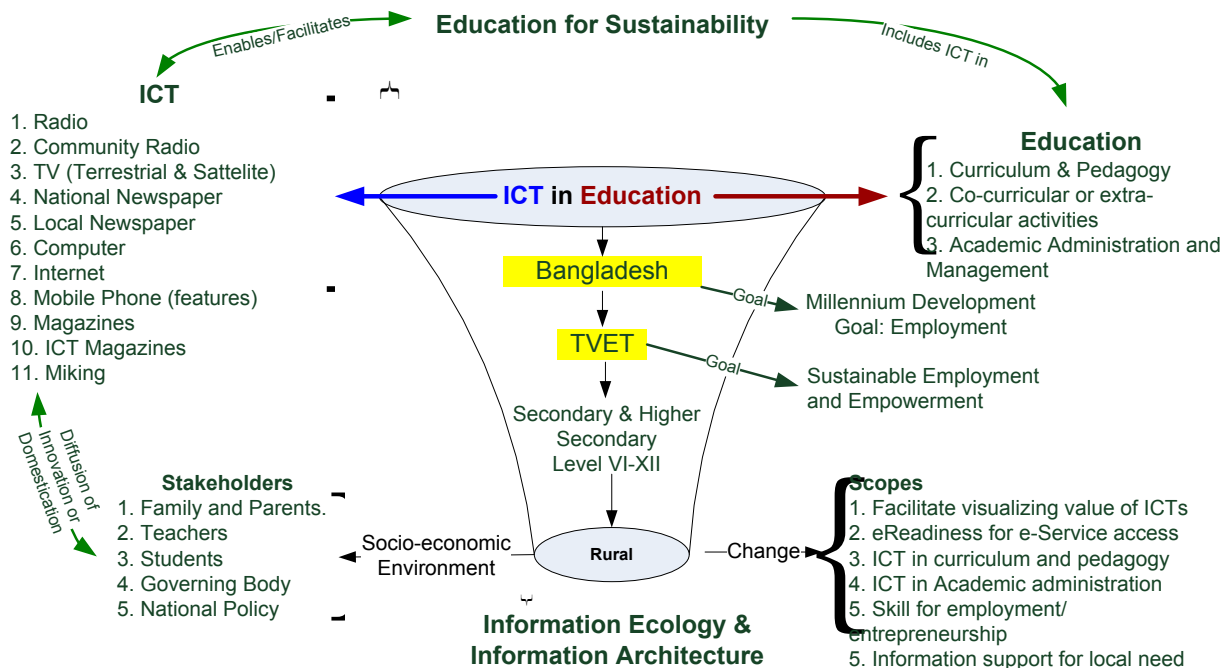 Education for Sustainability
Enables/Facilitates
Includes ICT in
ICT
1. Radio
2. Community Radio
3. TV (Terrestrial & Sattelite)
4. National Newspaper
5. Local Newspaper
6. Computer
7. Internet
8. Mobile Phone (features)
9. Magazines
10. ICT Magazines
11. Miking
ICT in Education
Education
1. Curriculum & Pedagogy
2. Co-curricular or extra-
curricular activities
3. Academic Administration and
Management
Bangladesh
Goal
Millennium Development
Goal: Employment
TVET
Goal
Sustainable Employment
and Empowerment
Secondary & Higher
Secondary
Level VI-XII
Diffusion of
Innovation or
Domestication
Stakeholders
1. Family and Parents.
2. Teachers
3. Students
4. Governing Body
5. National Policy
Socio-economic
Environment
Rural
Change
Scopes
1. Facilitate visualizing value of ICTs
2. eReadiness for e-Service access
3. ICT in curriculum and pedagogy
4. ICT in Academic administration
5. Skill for employment/
entrepreneurship
5. Information support for local need
Information Ecology &
Information Architecture